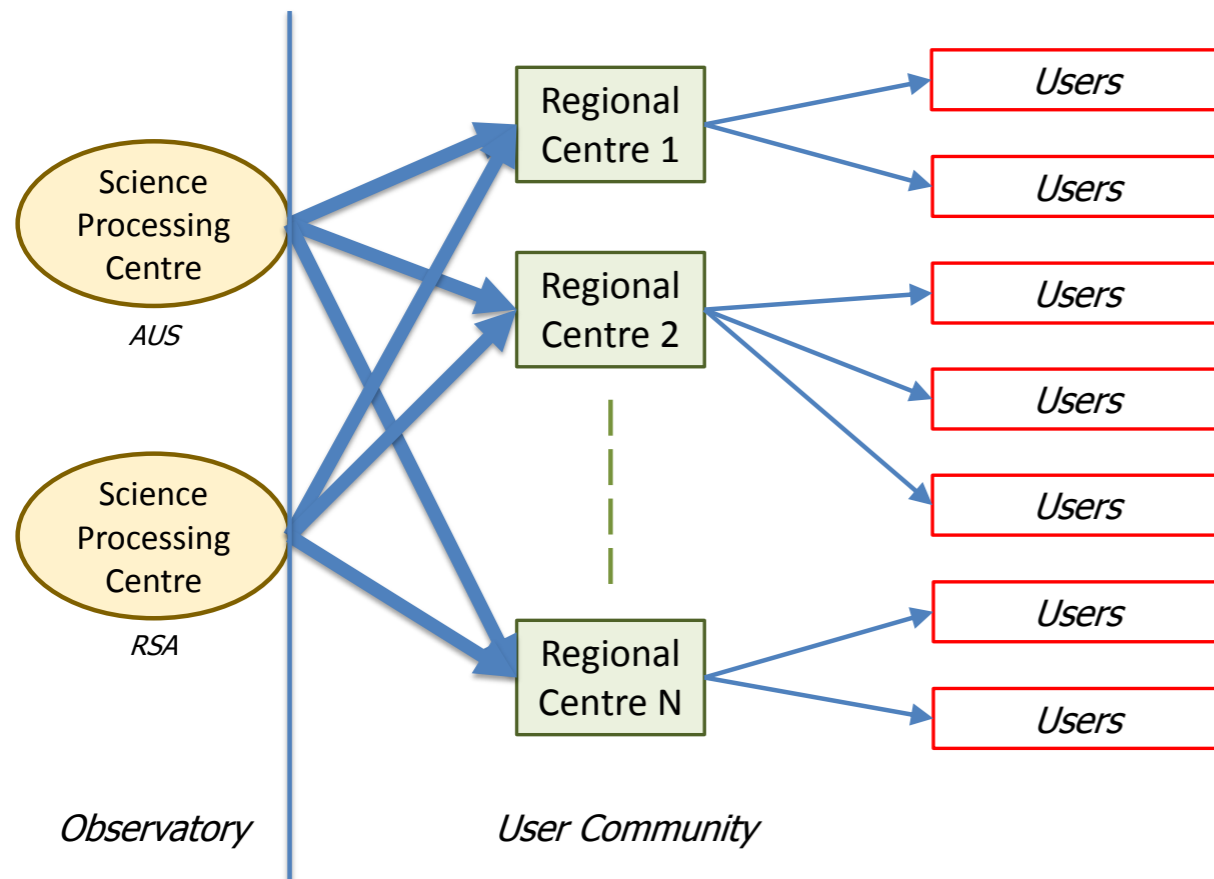 Science
Processing
Centre
AUS
Science
Processing
Centre
RSA
Regional
Centre 1
Regional
Centre 2
Regional
Centre N
Users
Users
Users
Users
Users
Users
Users
Observatory
User Community